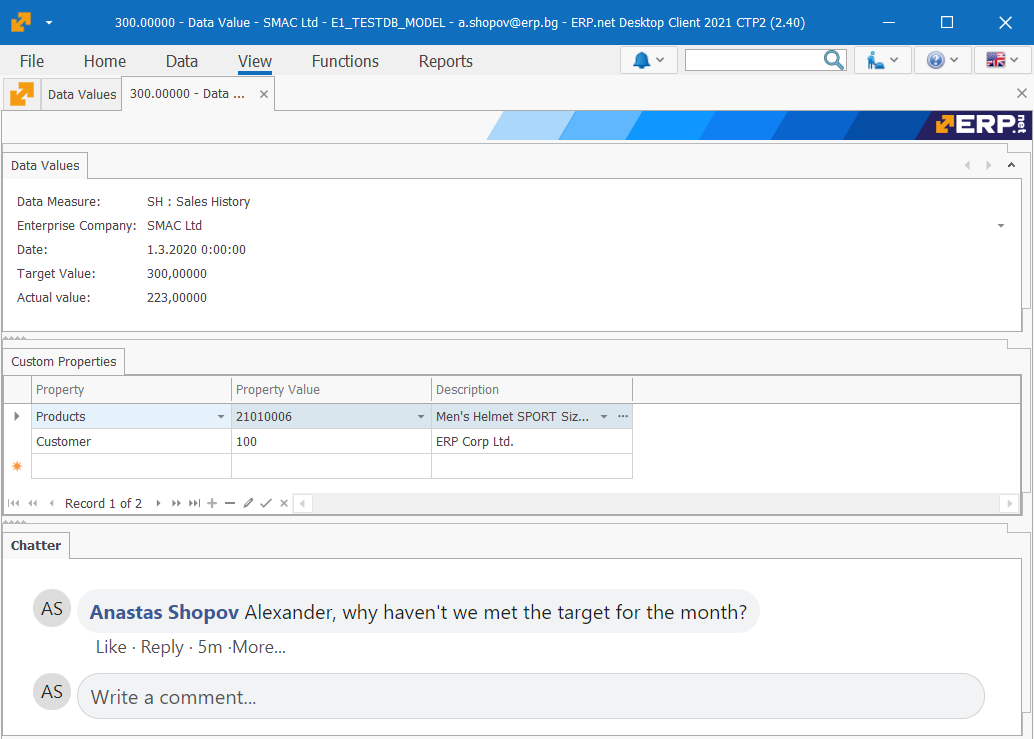 300.00000 - Data Value - SMAC Ltd - E1_TESTDB_MODEL - a.shopov@erp.bg - ERP.net Desktop Client 2021 CTP2 (2.40)
File Home Data View Functions Reports
Data Values 300.00000 - Data ...
ERP.net
Data Values
Data Measure: SH : Sales History
Enterprise Company: SMAC Ltd
Date: 1.3.2020 0:00:00
Target Value: 300,00000
Actual value: 223,00000
Custom Properties
Property Property Value Description
Products 21010006 Men's Helmet SPORT Siz...
Customer 100 ERP Corp Ltd.
Record 1 of 2
Chatter
AS Anastas Shopov Alexander, why haven't we met the target for the month?
Like · Reply · 5m ·More...
AS Write a comment...